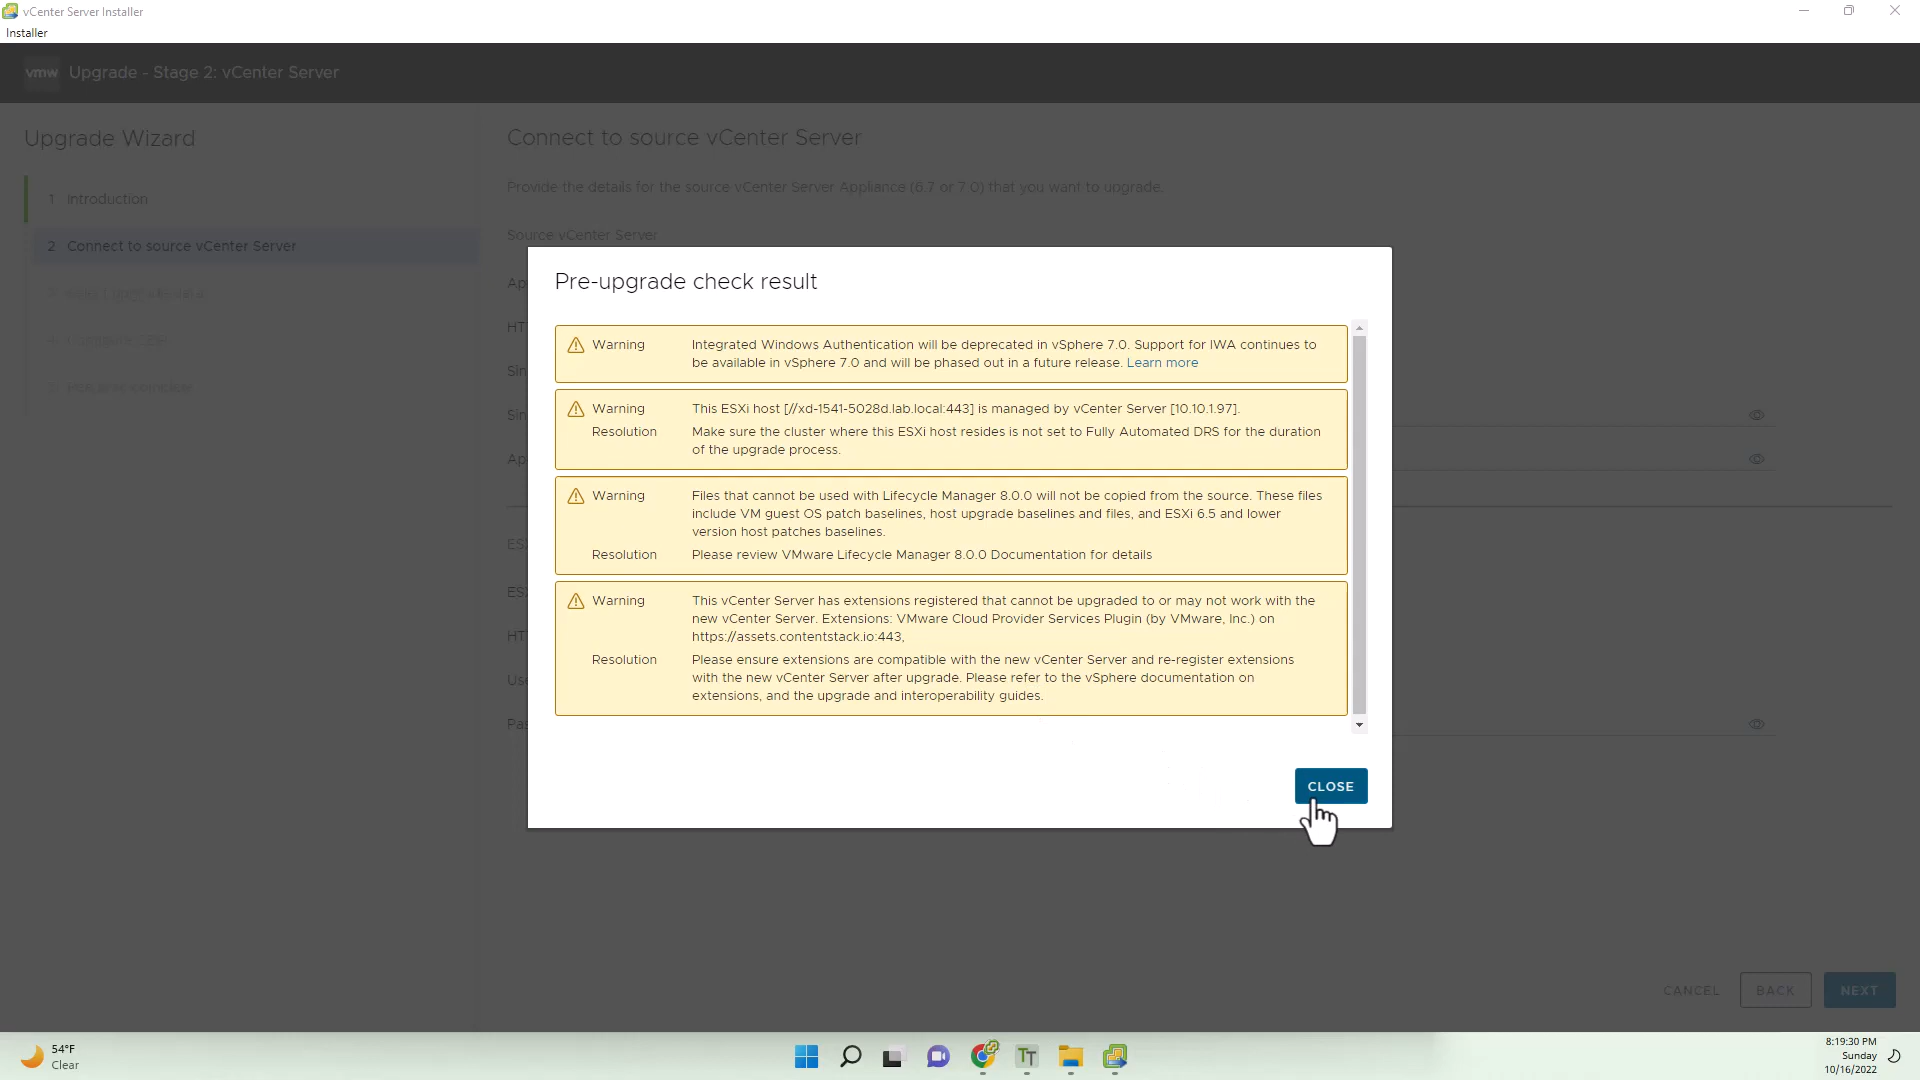 vCenter Server Installer
Installer
vmw Upgrade - Stage 2: vCenter Server
Upgrade Wizard
1 Introduction
2 Connect to source vCenter Server
Connect to source vCenter Server
Provide the details for the source vCenter Server Appliance (6.7 or 7.0) that you want to upgrade.
Source vCenter Server
Pre-upgrade check result
Warning Integrated Windows Authentication will be deprecated in vSphere 7.0. Support for IWA continues to
be available in vSphere 7.0 and will be phased out in a future release. Learn more
Warning This ESXi host [//xd-1541-5028d.lab.local:443] is managed by vCenter Server [10.10.1.97].
Resolution Make sure the cluster where this ESXi host resides is not set to Fully Automated DRS for the duration
of the upgrade process.
Warning Files that cannot be used with Lifecycle Manager 8.0.0 will not be copied from the source. These files
include VM guest OS patch baselines, host upgrade baselines and files, and ESXi 6.5 and lower
version host patches baselines.
Resolution Please review VMware Lifecycle Manager 8.0.0 Documentation for details
Warning This vCenter Server has extensions registered that cannot be upgraded to or may not work with the
new vCenter Server. Extensions: VMware Cloud Provider Services Plugin (by VMware, Inc.) on
https://assets.contentstack.io:443,
Resolution Please ensure extensions are compatible with the new vCenter Server and re-register extensions
with the new vCenter Server after upgrade. Please refer to the vSphere documentation on
extensions, and the upgrade and interoperability guides.
CLOSE
CANCEL BACK NEXT
54°F
Clear
8:19:30 PM
Sunday
10/16/2022